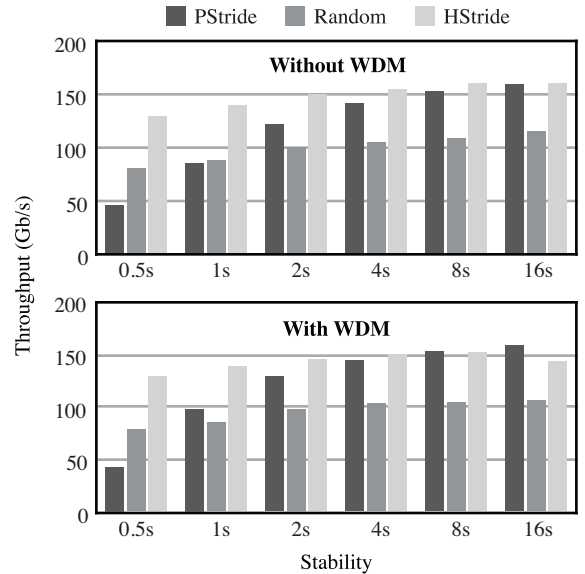 PStride Random HStride
Throughput (Gb/s)
200
150
100
50
0
Without WDM
0.5s 1s 2s 4s 8s 16s
200
150
100
50
0
With WDM
0.5s 1s 2s 4s 8s 16s
Stability